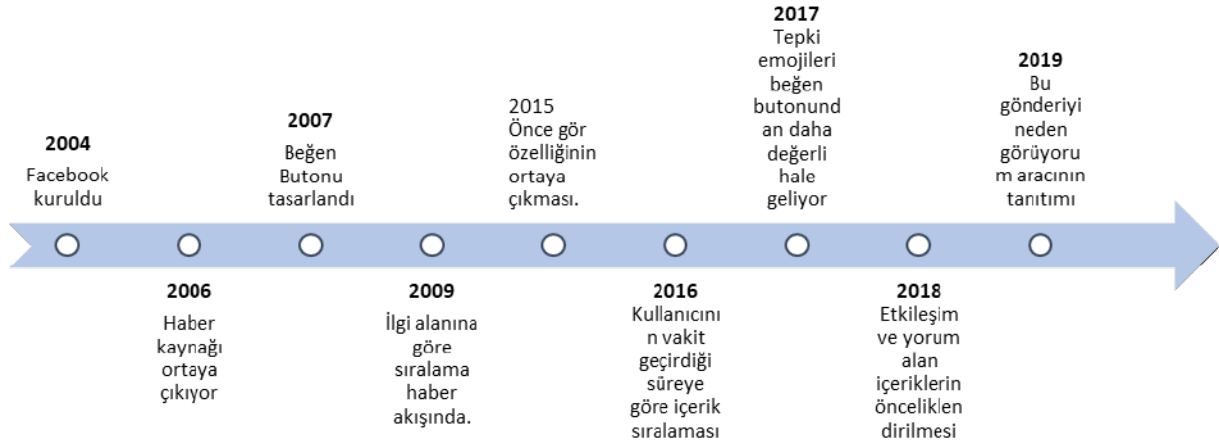 2004
Facebook
kuruldu
2006
Haber
kaynağı
ortaya
çıkıyor
2007
Beğen
Butonu
tasarlandı
2009
İlgi alanına
göre
sıralama
haber
akışında.
2015
Önce gör
özelliğinin
ortaya
çıkması.
2016
Kullanıcını
n vakit
geçirdiği
süreye
göre içerik
sıralaması
2017
Tepki
emojileri
beğen
butonund
an daha
değerli
hale
geliyor
2018
Etkileşim
ve yorum
alan
içeriklerin
önceliklen
dirilmesi
2019
Bu
gönderiyi
neden
görüyoru
m aracının
tanıtımı